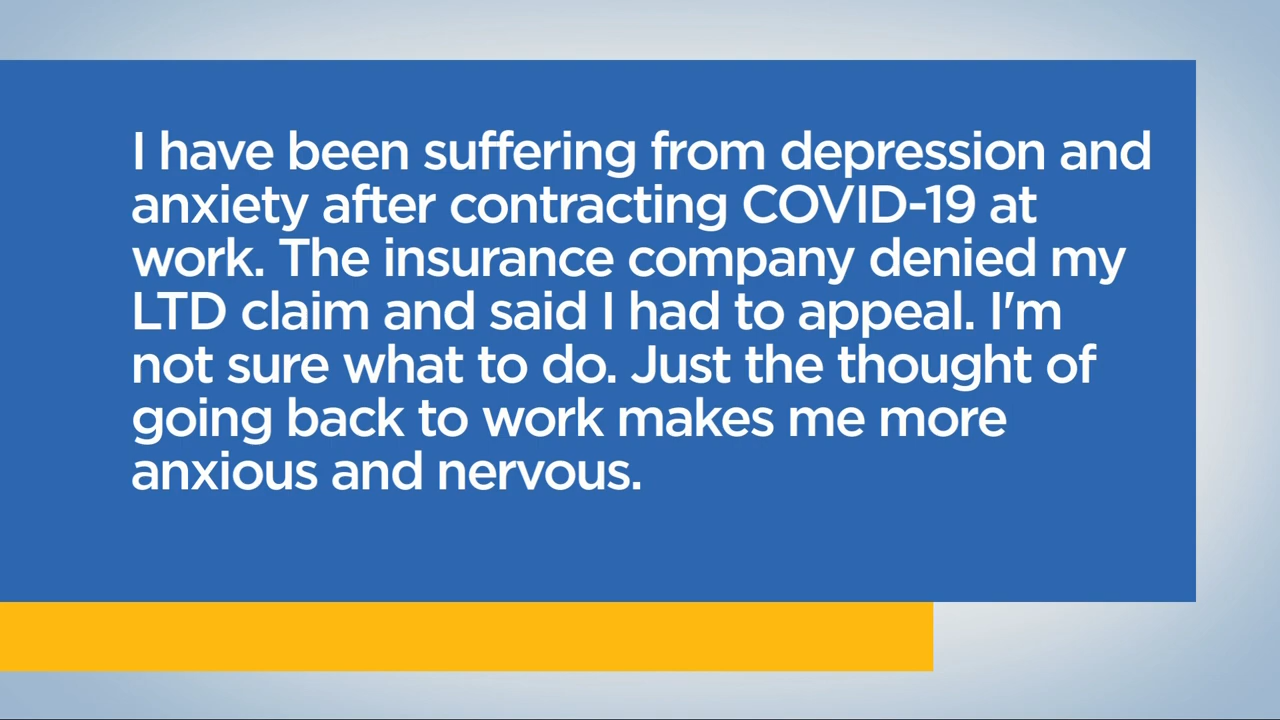 I have been suffering from depression and
anxiety after contracting COVID-19 at
work. The insurance company denied my
LTD claim and said I had to appeal. I'm
not sure what to do. Just the thought of
going back to work makes me more
anxious and nervous.